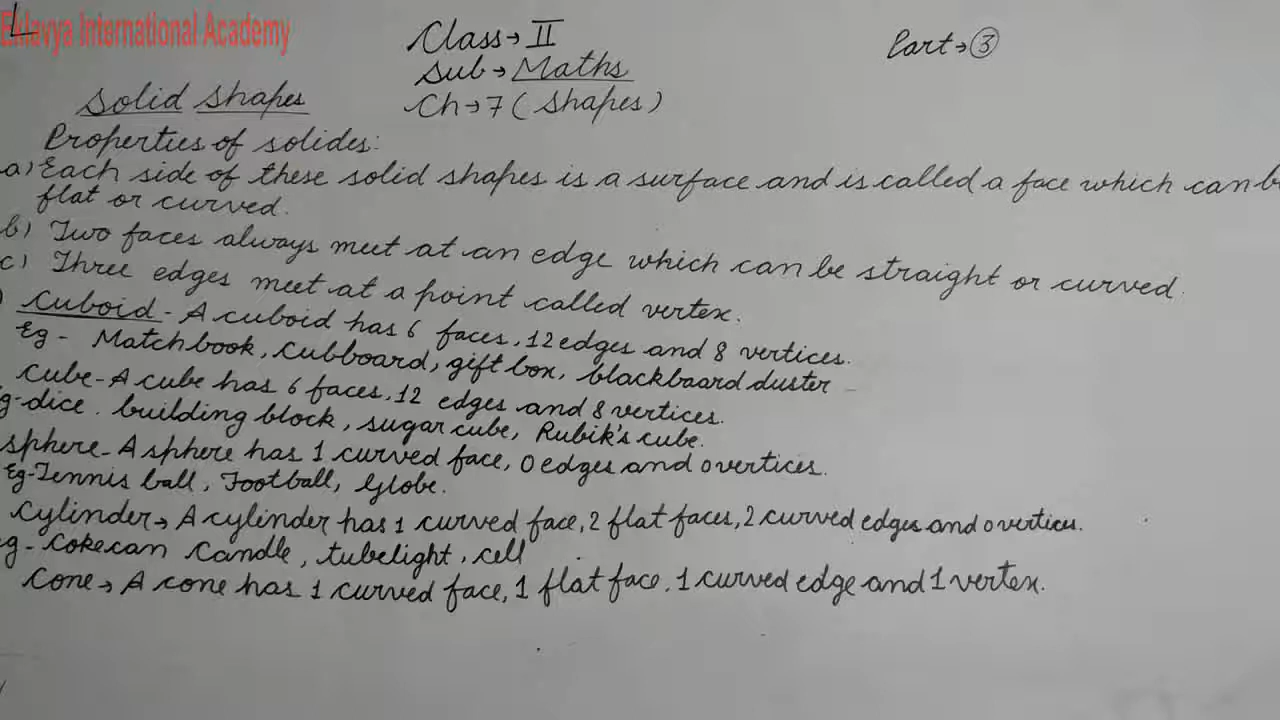 Eklavya International Academy
Class → II
Part → ③
Sub → Maths
Solid shapes
Ch → 7 ( Shapes )
Properties of solides:
a) Each side of these solid shapes is a surface and is called a face which can b
flat or curved.
b) Two faces always meet at an edge which can be straight or curved.
c) Three edges meet at a point called vertex.
) Cuboid - A cuboid has 6 faces, 12 edges and 8 vertices.
Eg - Matchbook, Cubboard, gift box, blackbaard duster
Cube - A cube has 6 faces, 12 edges and 8 vertices.
g - dice. building block, sugar cube, Rubik's cube.
sphere - A sphere has 1 curved face, 0 edges and 0 vertices.
Eg - Tennis ball, Football, Globe.
Cylinder → A cylinder has 1 curved face, 2 flat faces, 2 curved edges and 0 vertices.
g - Cokecan Candle, tubelight, cell
Cone → A cone has 1 curved face, 1 flat face, 1 curved edge and 1 vertex.